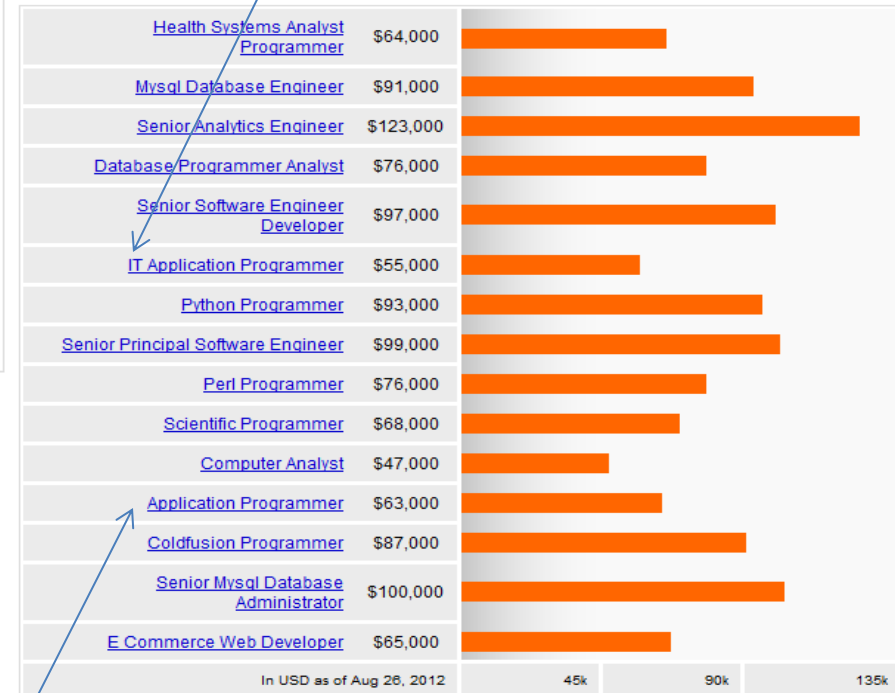 Health Systems Analyst
Programmer $64,000
Mysql Database Engineer $91,000
Senior Analytics Engineer $123,000
Database Programmer Analyst $76,000
Senior Software Engineer
Developer $97,000
IT Application Programmer $55,000
Python Programmer $93,000
Senior Principal Software Engineer $99,000
Perl Programmer $76,000
Scientific Programmer $68,000
Computer Analyst $47,000
Application Programmer $63,000
Coldfusion Programmer $87,000
Senior Mysql Database
Administrator $100,000
E Commerce Web Developer $65,000
In USD as of Aug 26, 2012 45k 90k 135k